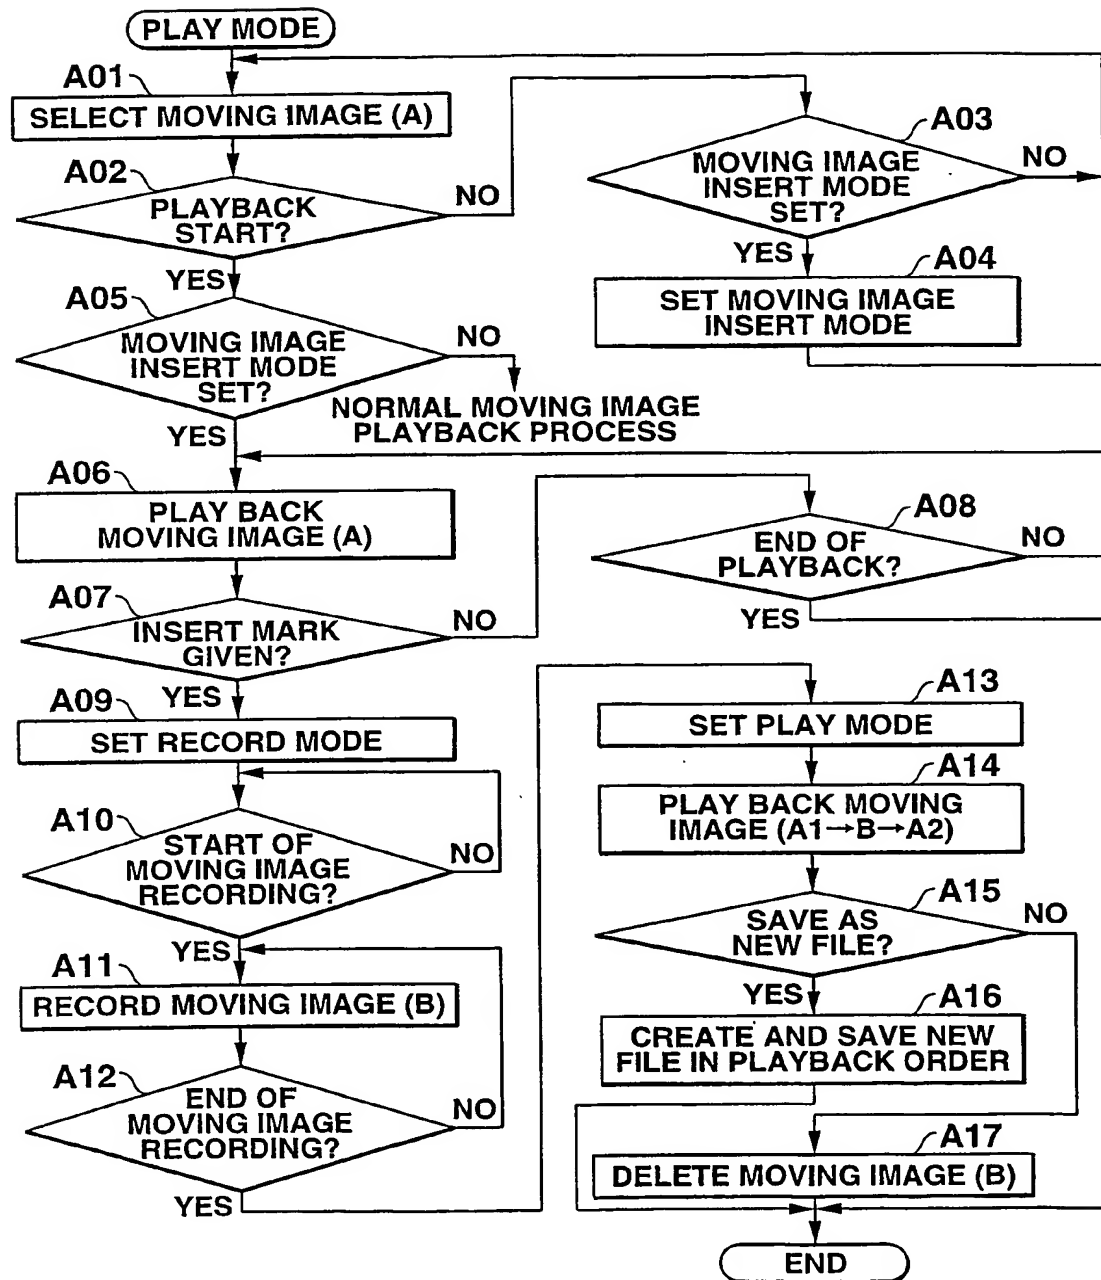 PLAY MODE
A01
SELECT MOVING IMAGE (A)
A02
PLAYBACK
START?
NO
YES
A03
MOVING IMAGE
INSERT MODE
SET?
NO
YES
A04
SET MOVING IMAGE
INSERT MODE
A05
MOVING IMAGE
INSERT MODE
SET?
NO
NORMAL MOVING IMAGE
PLAYBACK PROCESS
YES
A06
PLAY BACK
MOVING IMAGE (A)
A07
INSERT MARK
GIVEN?
NO
YES
A08
END OF
PLAYBACK?
NO
YES
A09
SET RECORD MODE
A10
START OF
MOVING IMAGE
RECORDING?
NO
YES
A11
RECORD MOVING IMAGE (B)
A12
END OF
MOVING IMAGE
RECORDING?
NO
YES
A13
SET PLAY MODE
A14
PLAY BACK MOVING
IMAGE (A1→B→A2)
A15
SAVE AS
NEW FILE?
NO
YES
A16
CREATE AND SAVE NEW
FILE IN PLAYBACK ORDER
A17
DELETE MOVING IMAGE (B)
END